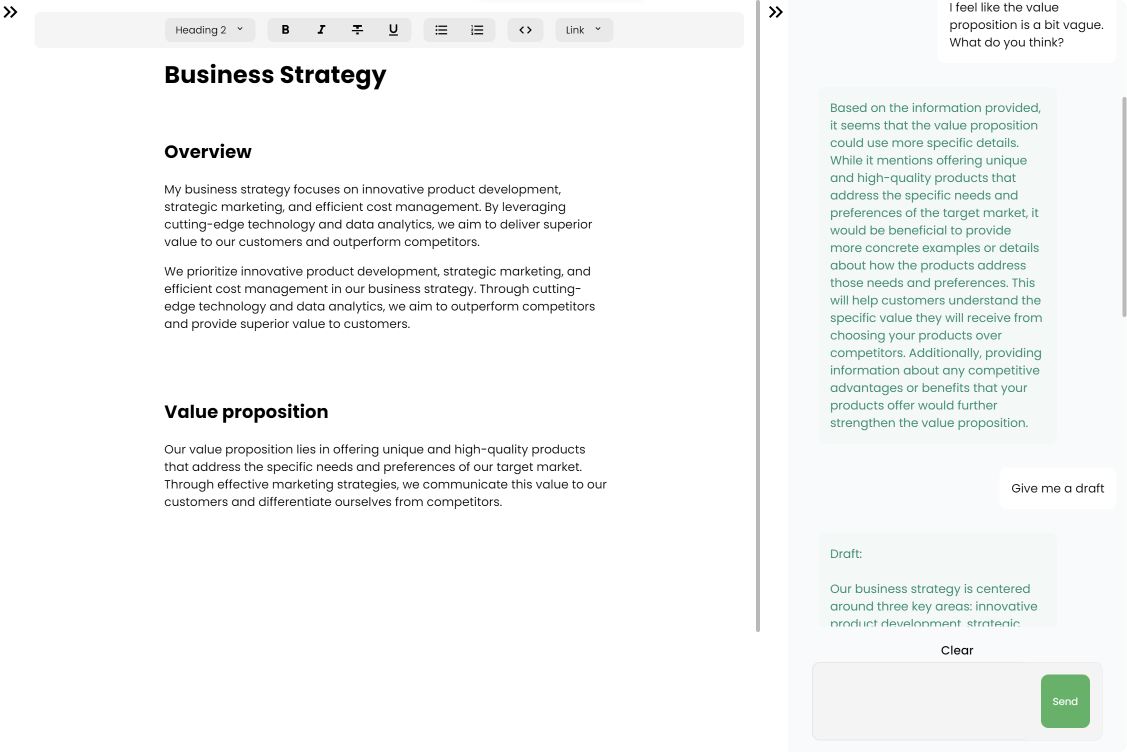 Heading 2
B
I
T
U
Link
Business Strategy
Overview
My business strategy focuses on innovative product development,
strategic marketing, and efficient cost management. By leveraging
cutting-edge technology and data analytics, we aim to deliver superior
value to our customers and outperform competitors.
We prioritize innovative product development, strategic marketing, and
efficient cost management in our business strategy. Through cutting-
edge technology and data analytics, we aim to outperform competitors
and provide superior value to customers.
Value proposition
Our value proposition lies in offering unique and high-quality products
that address the specific needs and preferences of our target market.
Through effective marketing strategies, we communicate this value to our
customers and differentiate ourselves from competitors.
I feel like the value
proposition is a bit vague.
What do you think?
Based on the information provided,
it seems that the value proposition
could use more specific details.
While it mentions offering unique
and high-quality products that
address the specific needs and
preferences of the target market, it
would be beneficial to provide
more concrete examples or details
about how the products address
those needs and preferences. This
will help customers understand the
specific value they will receive from
choosing your products over
competitors. Additionally, providing
information about any competitive
advantages or benefits that your
products offer would further
strengthen the value proposition.
Give me a draft
Draft:
Our business strategy is centered
around three key areas: innovative
product development, strategic
Clear
Send